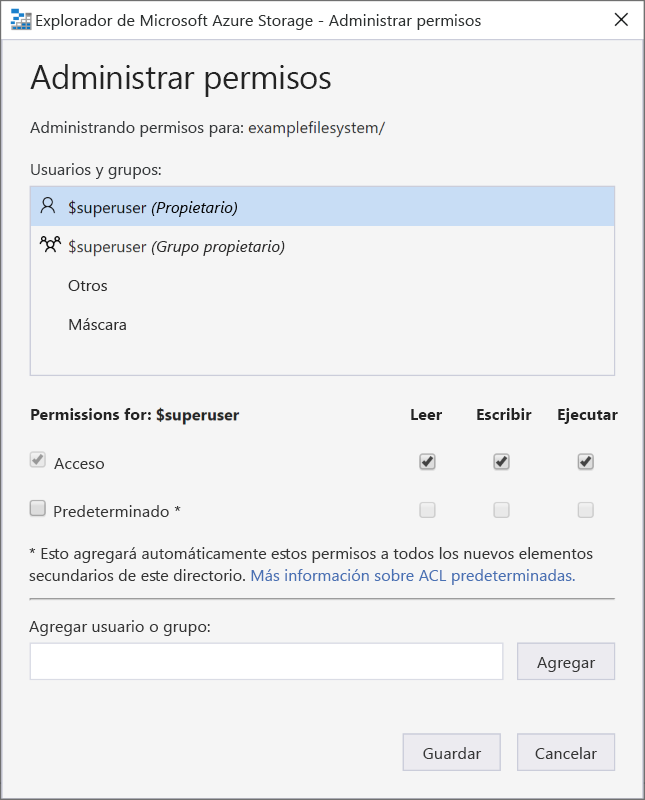 Explorador de Microsoft Azure Storage - Administrar permisos
Administrar permisos
Administrando permisos para: examplefilesystem/
Usuarios y grupos:
$superuser (Propietario)
$superuser (Grupo propietario)
Otros
Máscara
Permissions for: $superuser Leer Escribir Ejecutar
Acceso
Predeterminado *
* Esto agregará automáticamente estos permisos a todos los nuevos elementos
secundarios de este directorio. Más información sobre ACL predeterminadas.
Agregar usuario o grupo:
Agregar
Guardar Cancelar